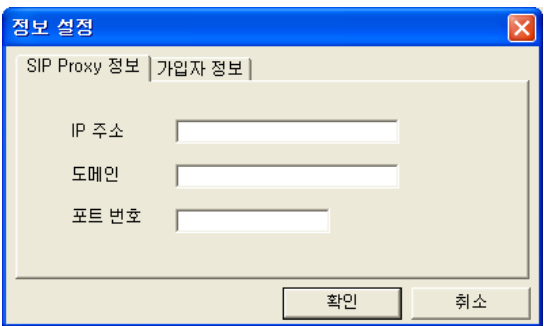 정보 설정
SIP Proxy 정보 가입자 정보
IP 주소
도메인
포트 번호
확인 취소